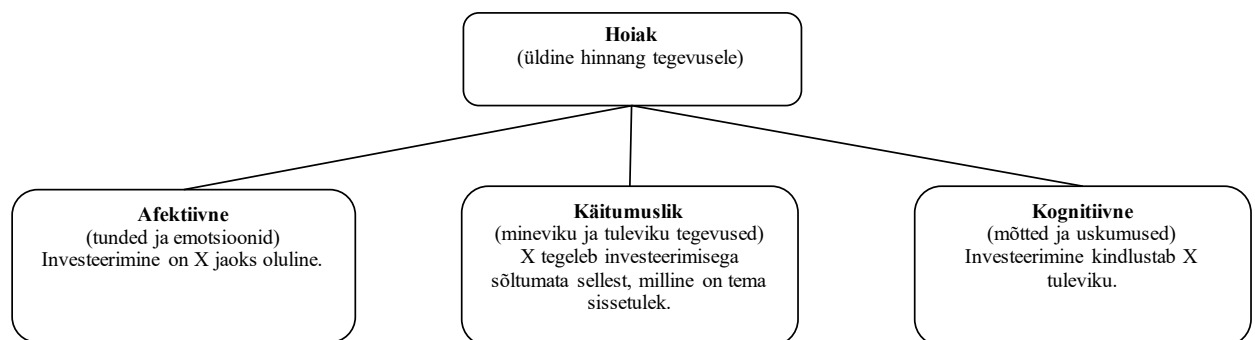 Hoiak
(üldine hinnang tegevusele)
Afektiivne
(tunded ja emotsioonid)
Investeerimine on X jaoks oluline.
Käitumuslik
(mineviku ja tuleviku tegevused)
X tegeleb investeerimisega
sõltumata sellest, milline on tema
sissetulek.
Kognitiivne
(mõtted ja uskumused)
Investeerimine kindlustab X
tuleviku.